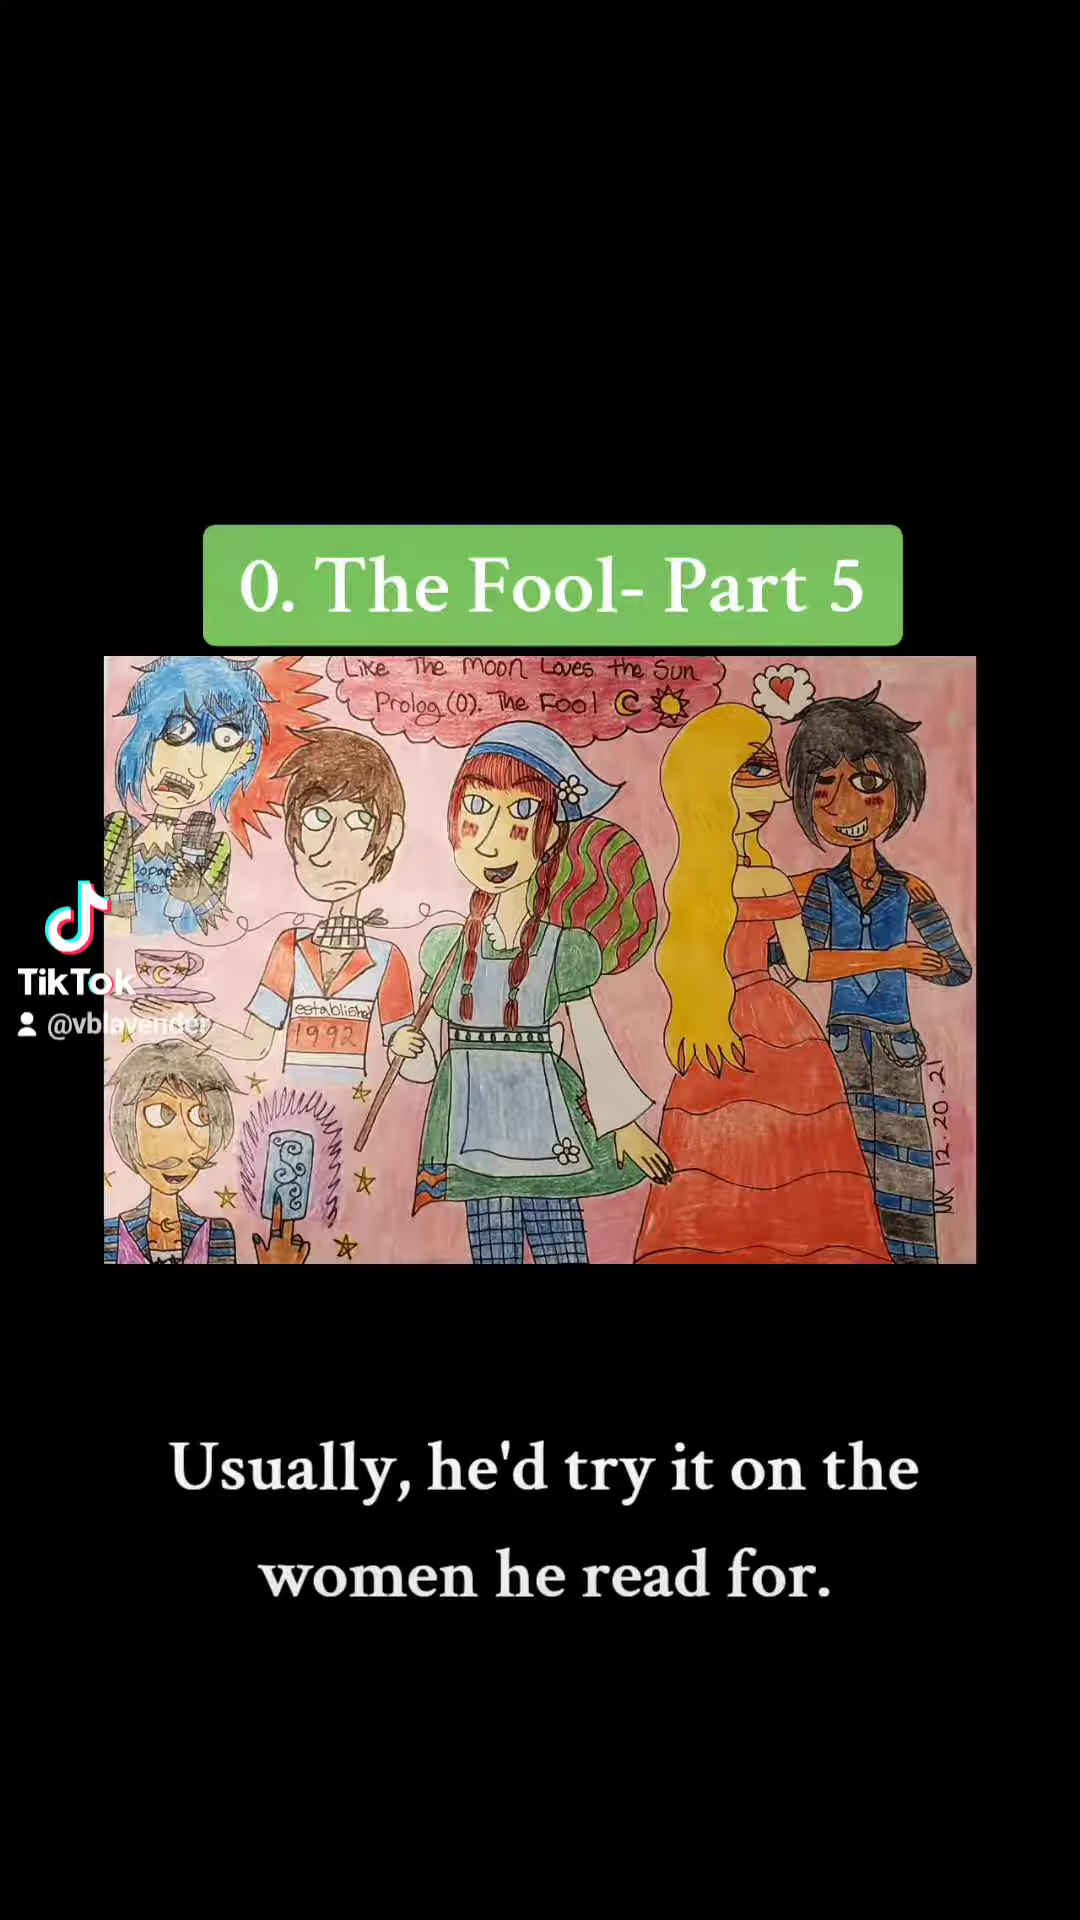 0. The Fool- Part 5
Like The Moon Loves the Sun
Prolog (0). The Fool
established
1992
12.20.21
TikTok
@vblavender
Usually, he'd try it on the
women he read for.